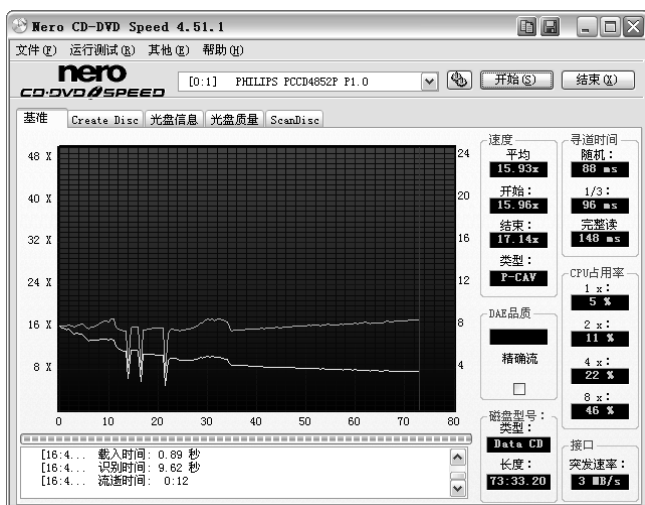 Nero CD-DVD Speed 4.51.1
文件(F) 运行测试(R) 其他(E) 帮助(H)
nero
CD·DVD SPEED
[0:1] PHILIPS PCCD4852P P1.0
开始(S)
结束(X)
基准 Create Disc 光盘信息 光盘质量 ScanDisc
48 X
40 X
32 X
24 X
16 X
8 X
24
20
16
12
8
4
0 10 20 30 40 50 60 70 80
速度
平均
15.93x
开始：
15.96x
结束：
17.14x
类型：
P-CAV
DAE品质
精确流
磁盘型号：
类型：
Data CD
长度：
73:33.20
寻道时间
随机：
88 ms
1/3：
96 ms
完整读
148 ms
CPU占用率
1 x：
5 %
2 x：
11 %
4 x：
22 %
8 x：
46 %
接口
突发速率：
3 MB/s
[16:4... 载入时间: 0.89 秒
[16:4... 识别时间: 9.62 秒
[16:4... 流逝时间: 0:12